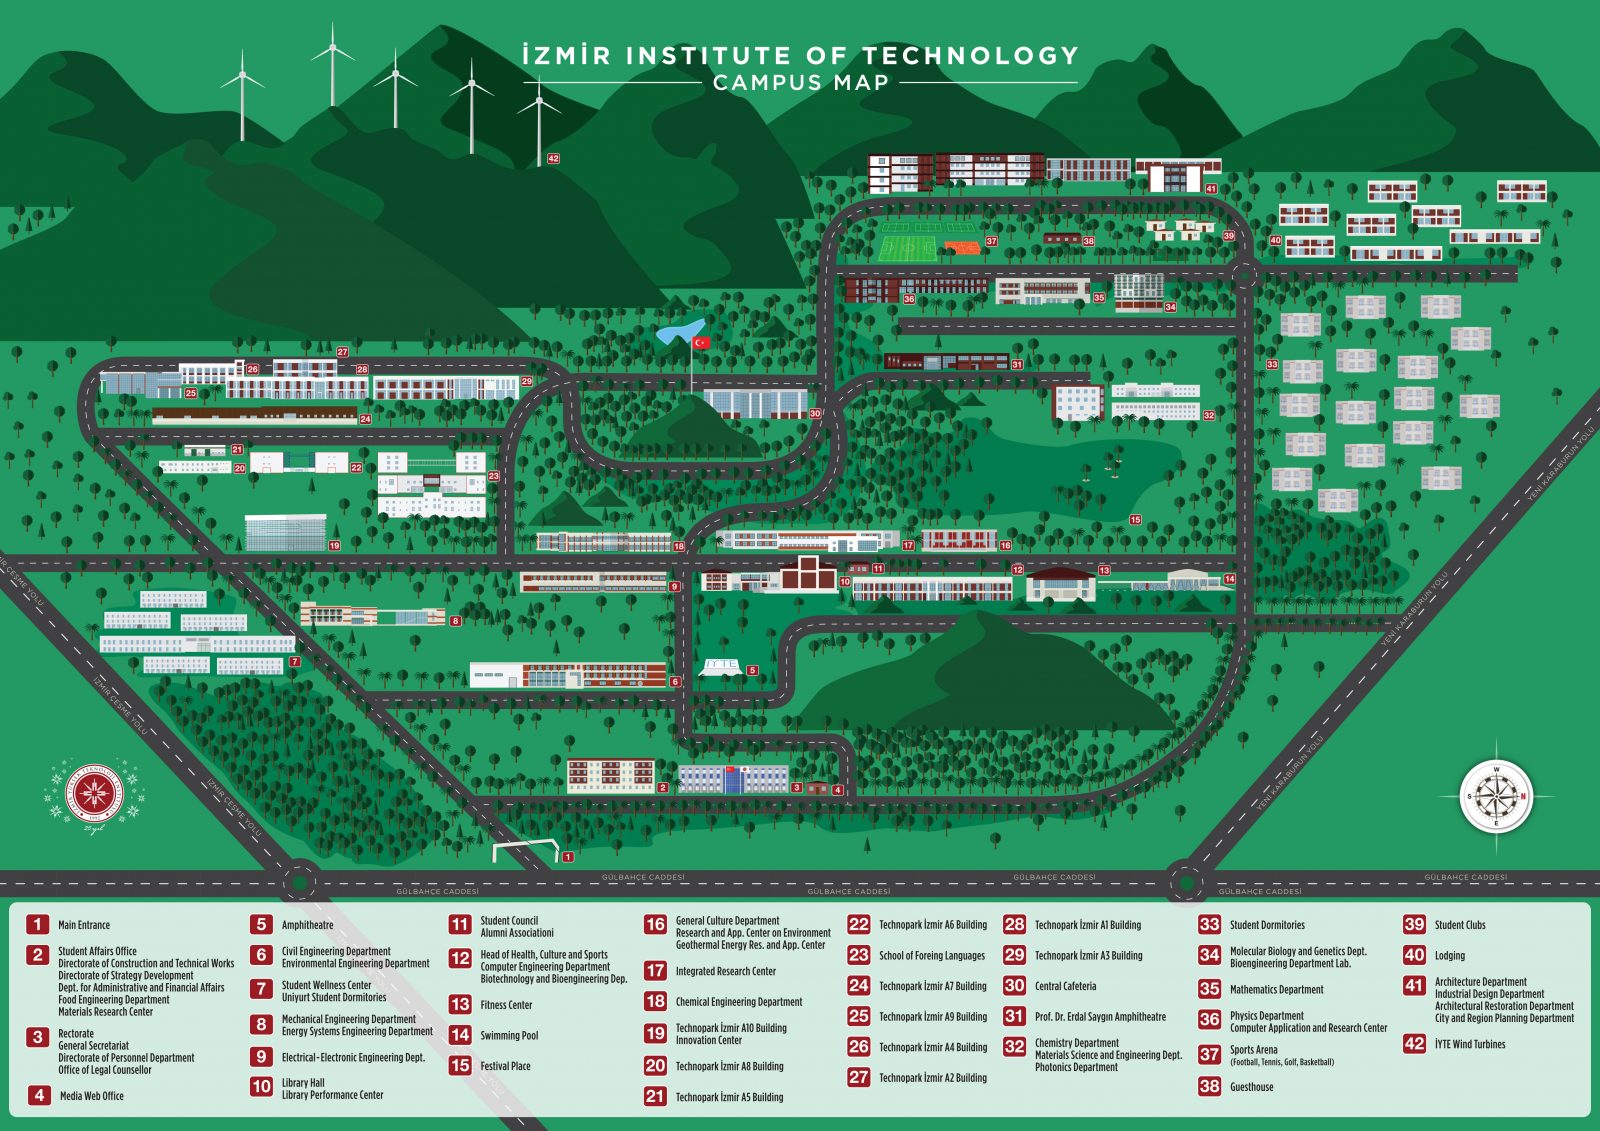 İZMİR INSTITUTE OF TECHNOLOGY
CAMPUS MAP
42
41
40
39
38
37
36
35
34
33
32
31
30
29
28
27
26
25
24
23
22
21
20
19
18
17
16
15
14
13
12
11
10
9
8
7
6
İYTE
5
4
3
2
1
İZMİR ÇEŞME YOLU
İZMİR ÇEŞME YOLU
İZMİR ÇEŞME YOLU
YENİ KARABURUN YOLU
YENİ KARABURUN YOLU
YENİ KARABURUN YOLU
W
S
N
E
1992
25.yıl
GÜLBAHÇE CADDESİ
GÜLBAHÇE CADDESİ
GÜLBAHÇE CADDESİ
GÜLBAHÇE CADDESİ
GÜLBAHÇE CADDESİ
GÜLBAHÇE CADDESİ
1 Main Entrance
2 Student Affairs Office
Directorate of Construction and Technical Works
Directorate of Strategy Development
Dept. for Administrative and Financial Affairs
Food Engineering Department
Materials Research Center
3 Rectorate
General Secretariat
Directorate of Personnel Department
Office of Legal Counsellor
4 Media Web Office
5 Amphitheatre
6 Civil Engineering Department
Environmental Engineering Department
7 Student Wellness Center
Uniyurt Student Dormitories
8 Mechanical Engineering Department
Energy Systems Engineering Department
9 Electrical-Electronic Engineering Dept.
10 Library Hall
Library Performance Center
11 Student Council
Alumni Associationi
12 Head of Health, Culture and Sports
Computer Engineering Department
Biotechnology and Bioengineering Dep.
13 Fitness Center
14 Swimming Pool
15 Festival Place
16 General Culture Department
Research and App. Center on Environment
Geothermal Energy Res. and App. Center
17 Integrated Research Center
18 Chemical Engineering Department
19 Technopark İzmir A10 Building
Innovation Center
20 Technopark İzmir A8 Building
21 Technopark İzmir A5 Building
22 Technopark İzmir A6 Building
23 School of Foreing Languages
24 Technopark İzmir A7 Building
25 Technopark İzmir A9 Building
26 Technopark İzmir A4 Building
27 Technopark İzmir A2 Building
28 Technopark İzmir A1 Building
29 Technopark İzmir A3 Building
30 Central Cafeteria
31 Prof. Dr. Erdal Saygın Amphitheatre
32 Chemistry Department
Materials Science and Engineering Dept.
Photonics Department
33 Student Dormitories
34 Molecular Biology and Genetics Dept.
Bioengineering Department Lab.
35 Mathematics Department
36 Physics Department
Computer Application and Research Center
37 Sports Arena
(Football, Tennis, Golf, Basketball)
38 Guesthouse
39 Student Clubs
40 Lodging
41 Architecture Department
Industrial Design Department
Architectural Restoration Department
City and Region Planning Department
42 İYTE Wind Turbines